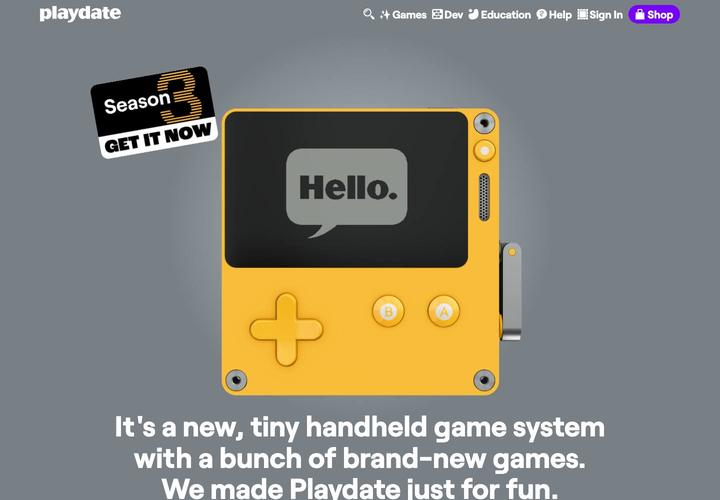 playdate
Games Dev Education Help Sign In Shop
Season 3
GET IT NOW
Hello.
B A
It's a new, tiny handheld game system
with a bunch of brand-new games.
We made Playdate just for fun.